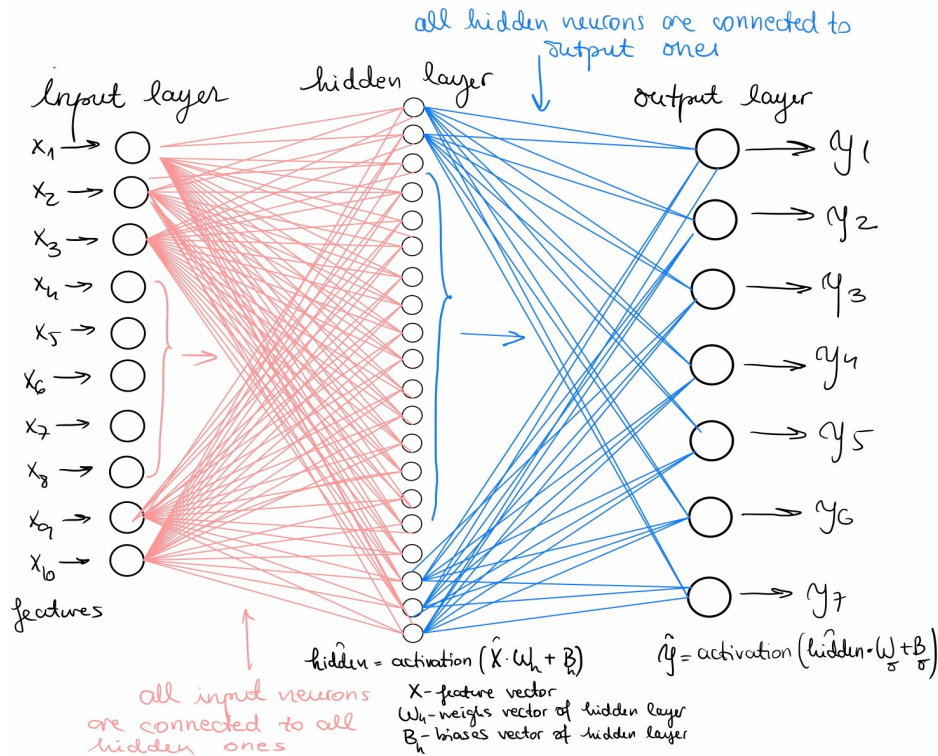 all hidden neurons are connected to
output ones
input layer
hidden layer
output layer
x1
x2
x3
x4
x5
x6
x7
x8
x9
x10
features
y1
y2
y3
y4
y5
y6
y7
hidden = activation (X · Wh + Bh)
X - feature vector
Wh - weighs vector of hidden layer
Bh - biases vector of hidden layer
ŷ = activation (hidden · Wo + Bo)
all input neurons
are connected to all
hidden ones